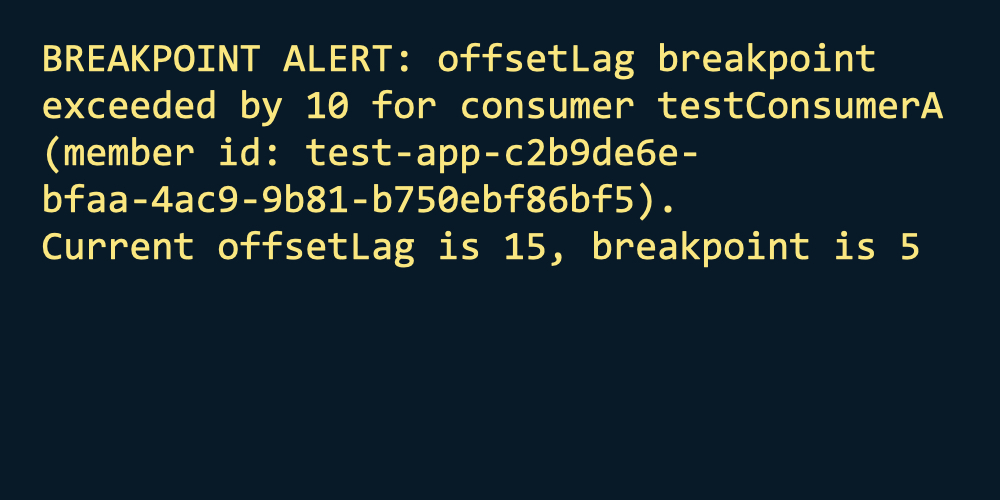 BREAKPOINT ALERT: offsetLag breakpoint
exceeded by 10 for consumer testConsumerA
(member id: test-app-c2b9de6e-
bfaa-4ac9-9b81-b750ebf86bf5).
Current offsetLag is 15, breakpoint is 5